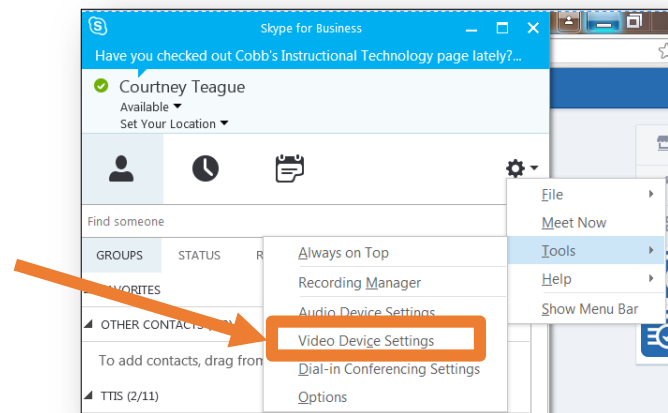 Skype for Business
Have you checked out Cobb's Instructional Technology page lately?...
Courtney Teague
Available
Set Your Location
Find someone
GROUPS STATUS R
FAVORITES
OTHER CONTACTS
To add contacts, drag from
TTIS (2/11)
File
Meet Now
Tools
Help
Show Menu Bar
Always on Top
Recording Manager
Audio Device Settings
Video Device Settings
Dial-in Conferencing Settings
Options